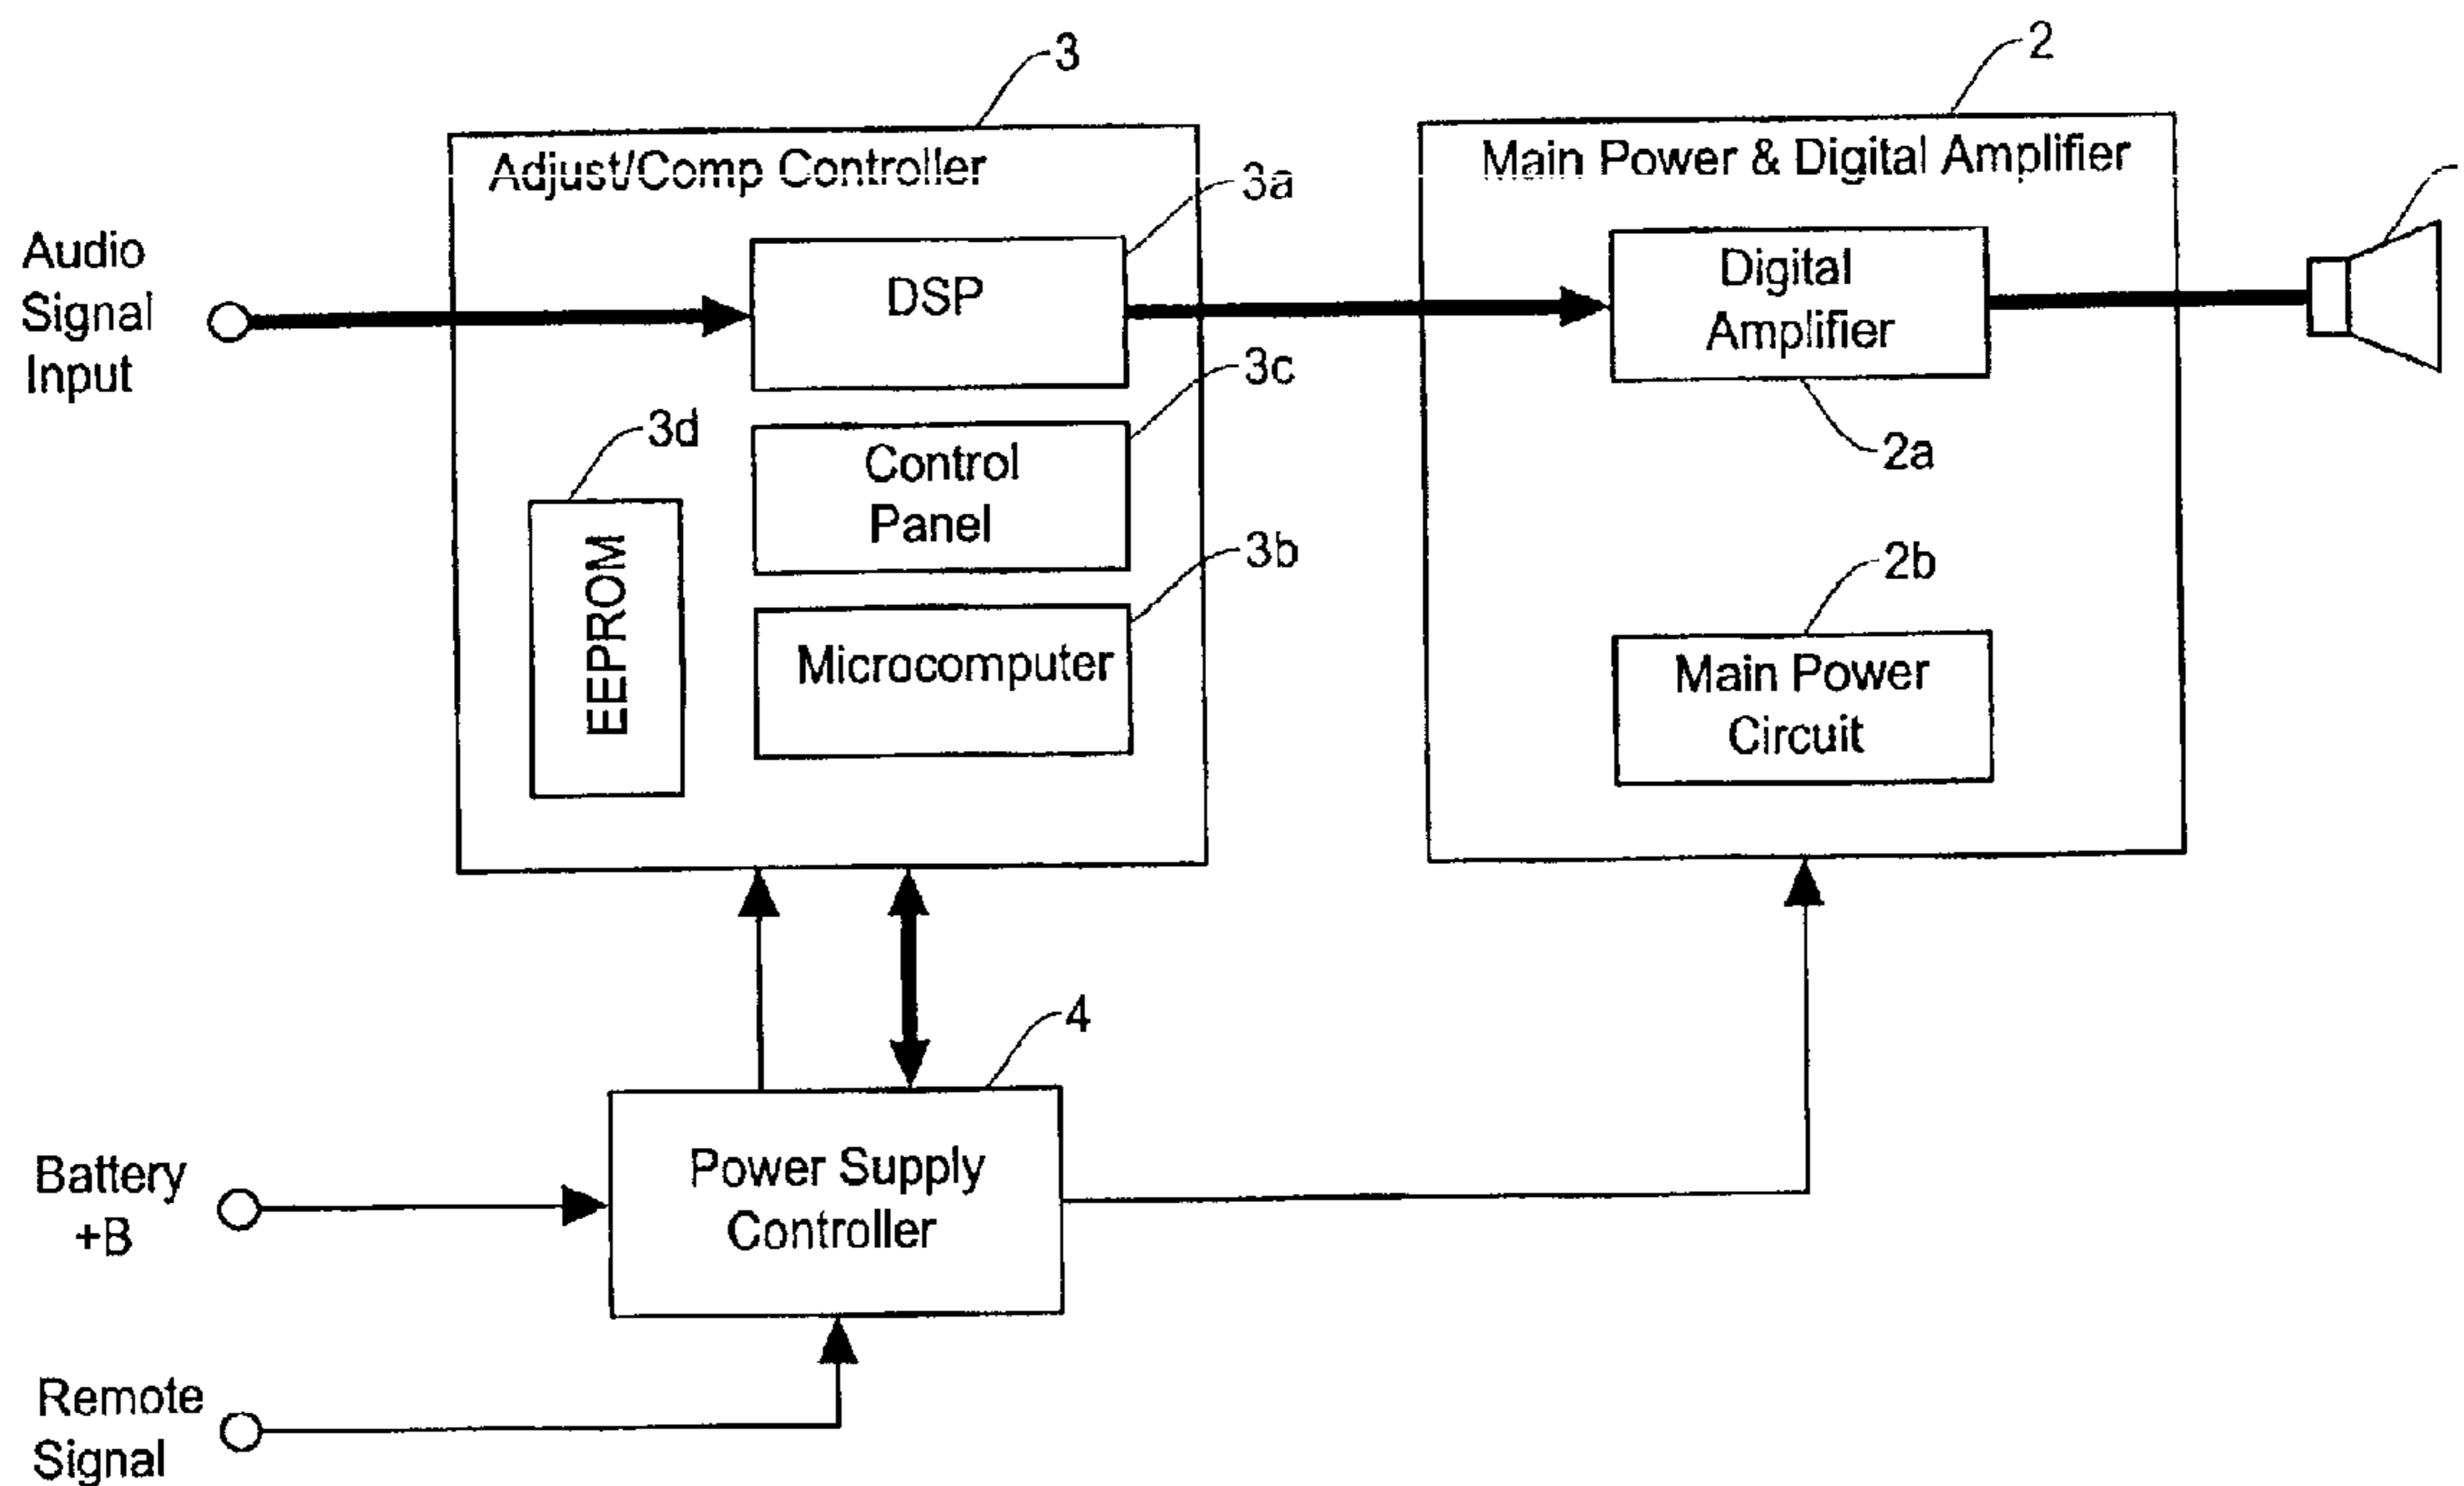 3
2
Adjust/Comp Controller
Main Power & Digital Amplifier
3a
Audio
Signal
Input
DSP
Digital
Amplifier
3c
3d
2a
Control
Panel
EEPROM
3b
2b
Microcomputer
Main Power
Circuit
4
Battery
+B
Power Supply
Controller
Remote
Signal